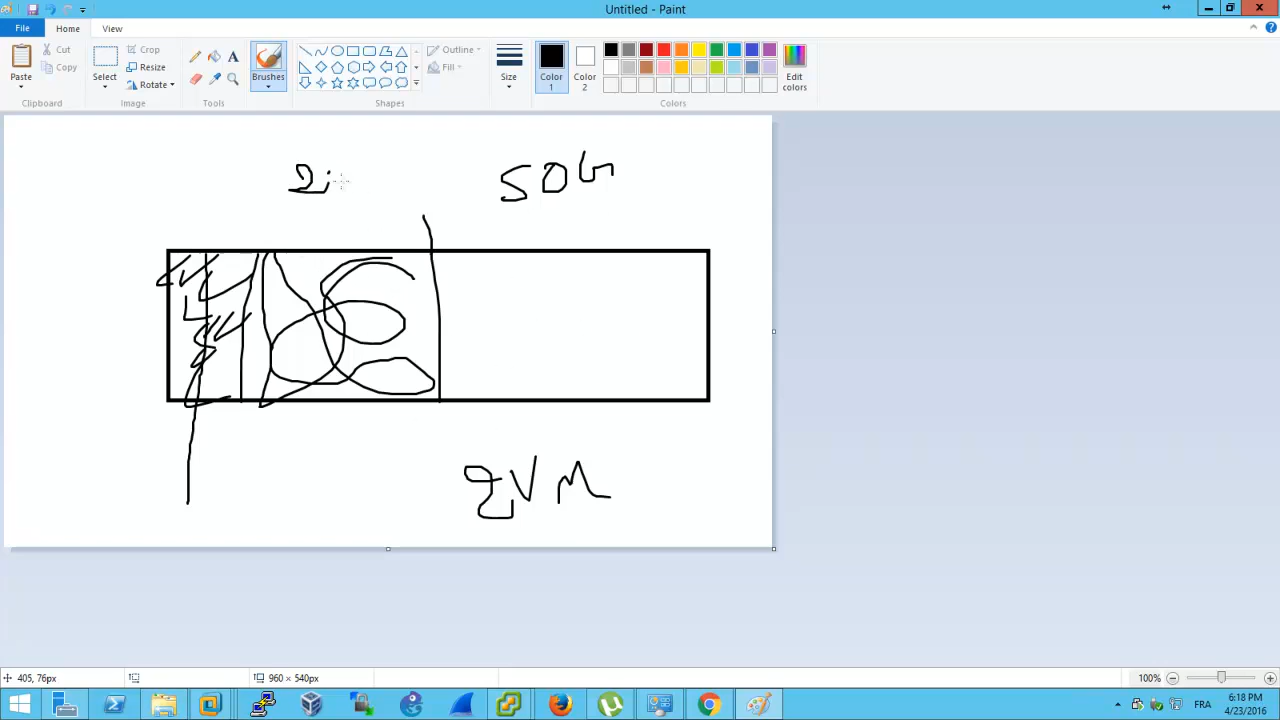 Untitled - Paint
File Home View
Paste
Cut
Copy
Clipboard
Select
Crop
Resize
Rotate
Image
Tools
Brushes
Shapes
Outline
Fill
Size
Color
1
Color
2
Edit
colors
Colors
50G
2VM
405, 76px
960 × 540px
100%
FRA
6:18 PM
4/23/2016